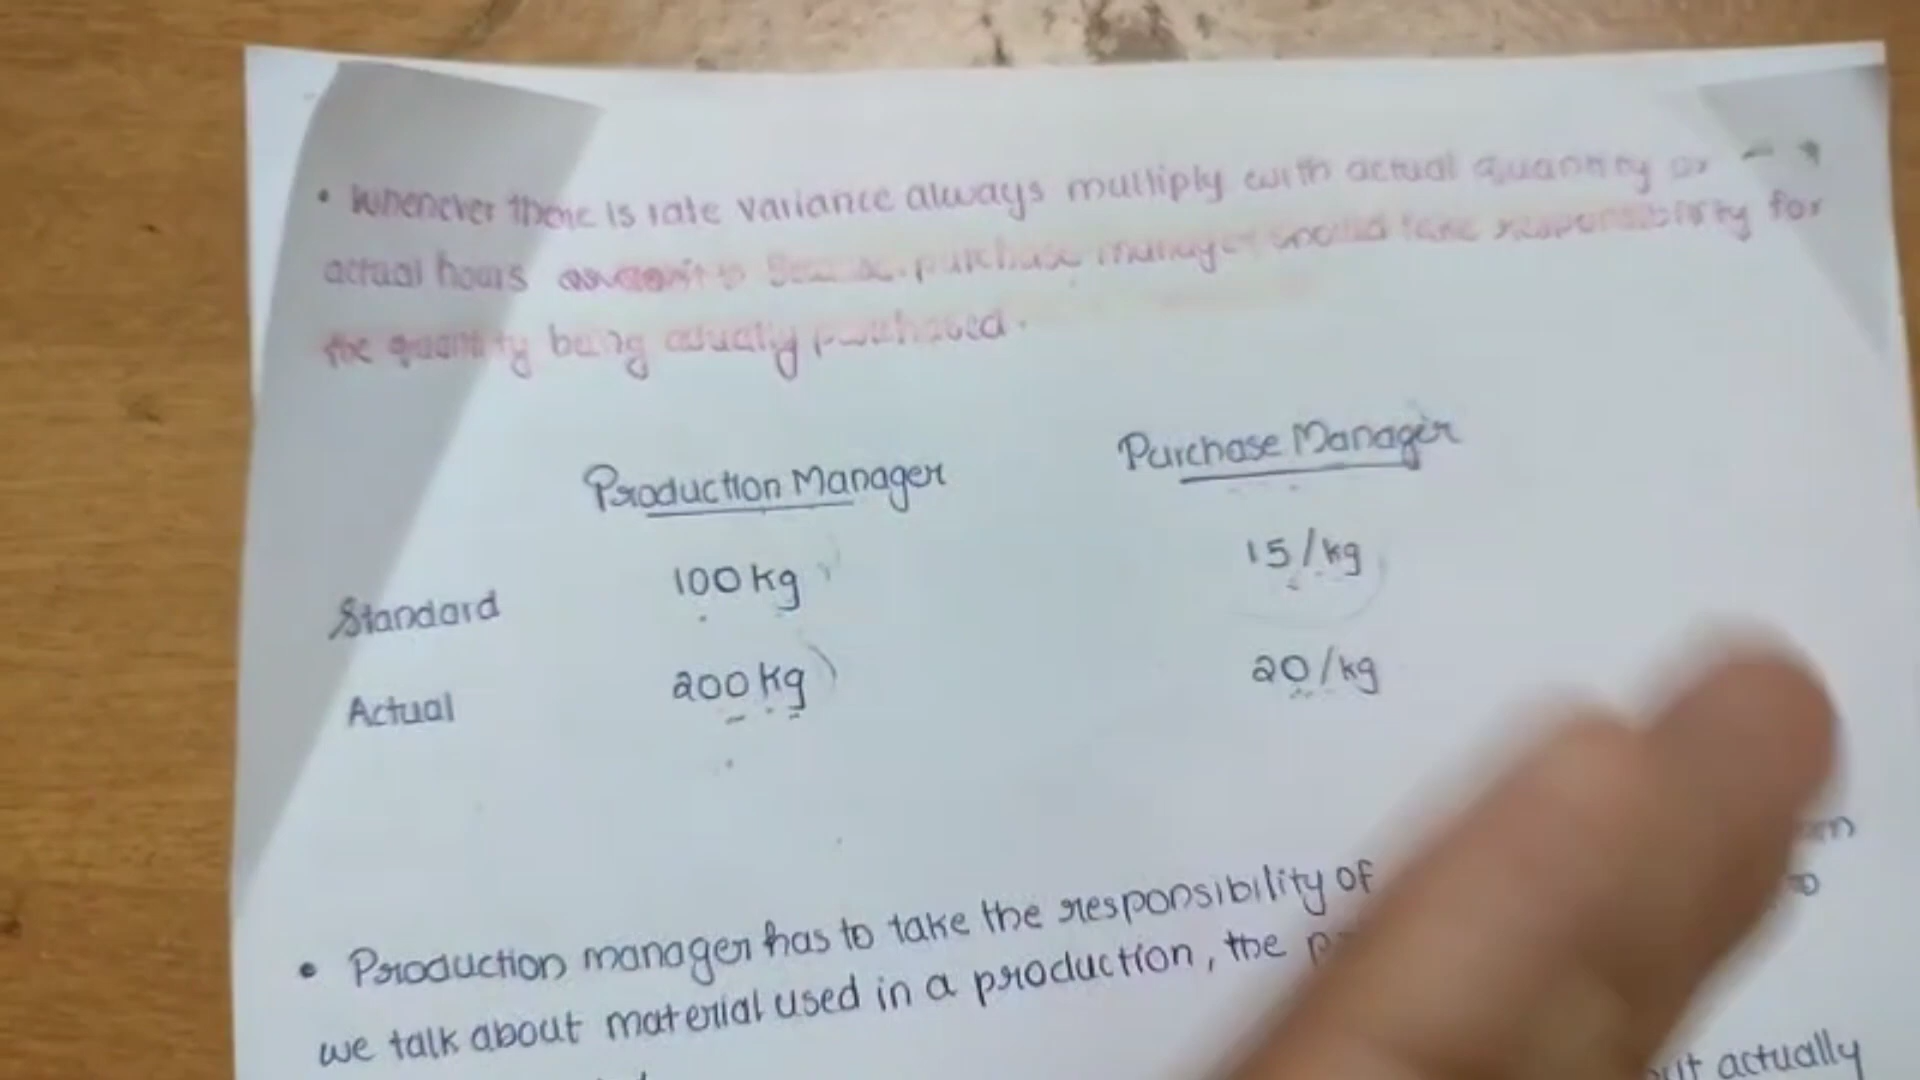 • Whenever there is rate variance always multiply with actual quantity or
actual hours purchase manager should take responsibility for
the quantity being actually purchased.
Production Manager Purchase Manager
Standard 100 kg 15/kg
Actual 200 kg 20/kg
• Production manager has to take the responsibility of
we talk about material used in a production, the
actually